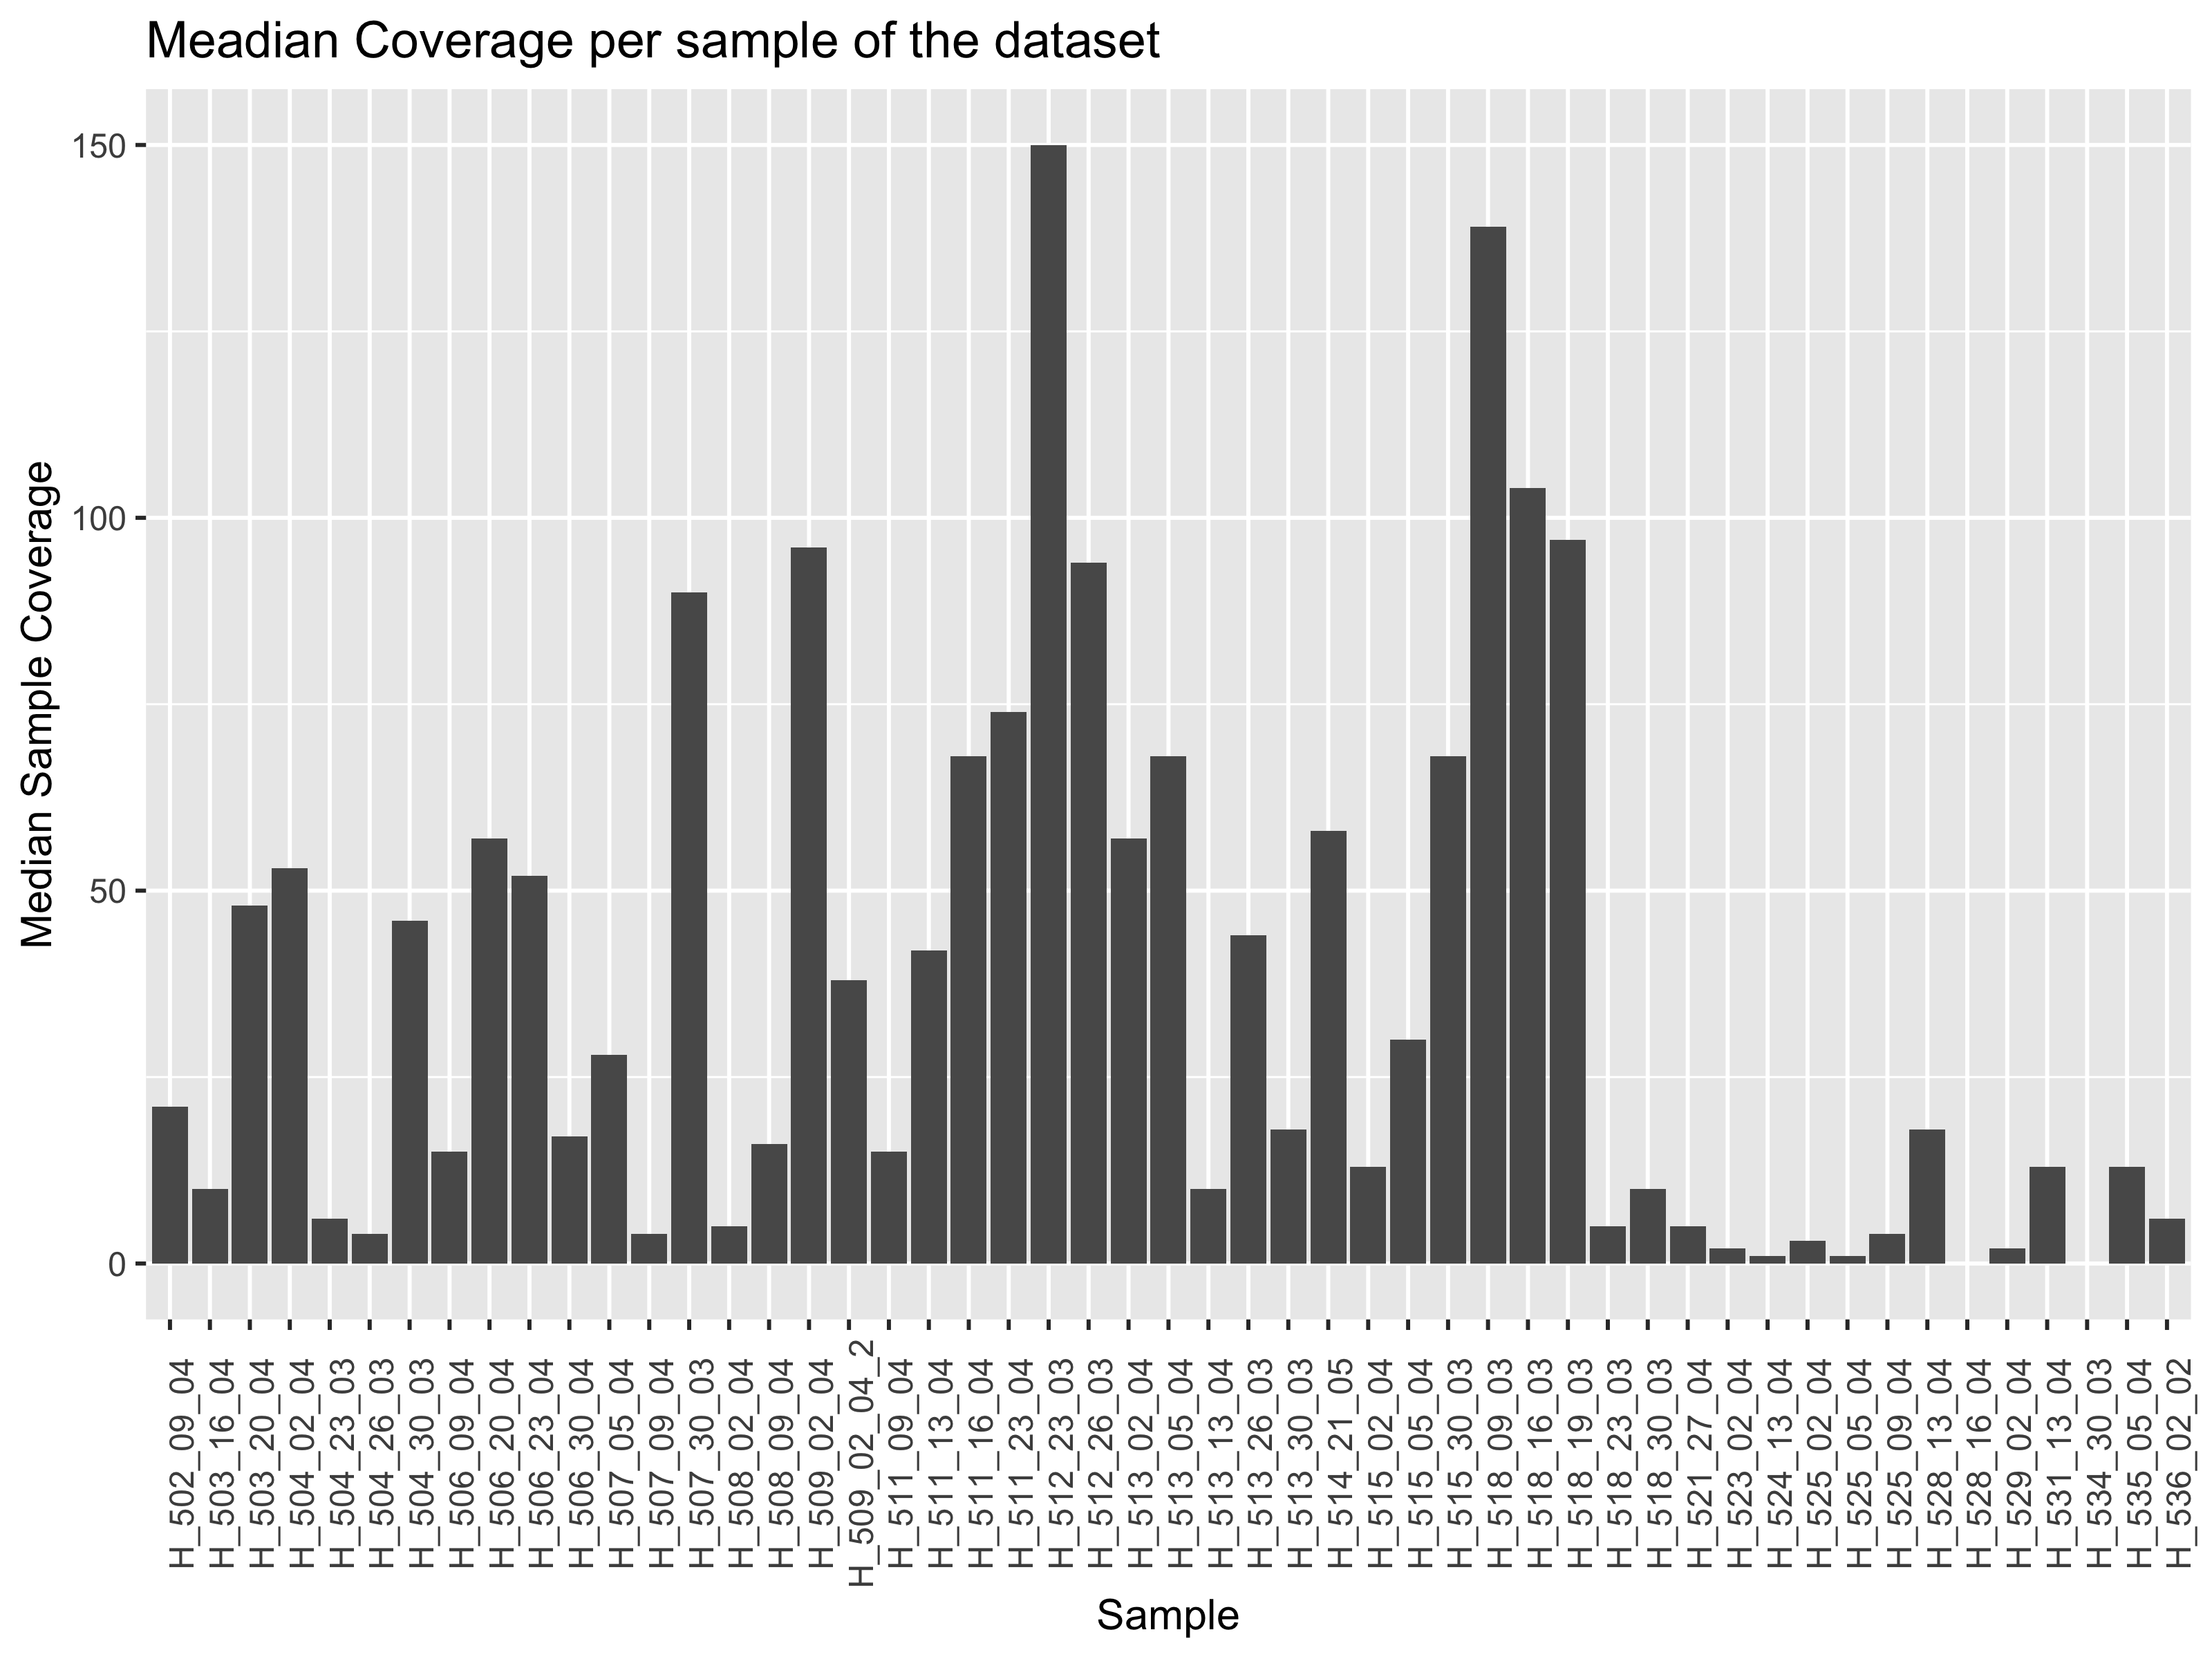 Meadian Coverage per sample of the dataset
Median Sample Coverage
150
100
50
0
H_502_09_04
H_503_16_04
H_503_20_04
H_504_02_04
H_504_23_03
H_504_26_03
H_504_30_03
H_506_09_04
H_506_20_04
H_506_23_04
H_506_30_04
H_507_05_04
H_507_09_04
H_507_30_03
H_508_02_04
H_508_09_04
H_509_02_04
H_509_02_04_2
H_511_09_04
H_511_13_04
H_511_16_04
H_511_23_04
H_512_23_03
H_512_26_03
H_513_02_04
H_513_05_04
H_513_13_04
H_513_26_03
H_513_30_03
H_514_21_05
H_515_02_04
H_515_05_04
H_515_30_03
H_518_09_03
H_518_16_03
H_518_19_03
H_518_23_03
H_518_30_03
H_521_27_04
H_523_02_04
H_524_13_04
H_525_02_04
H_525_05_04
H_525_09_04
H_528_13_04
H_528_16_04
H_529_02_04
H_531_13_04
H_534_30_03
H_535_05_04
H_536_02_02
Sample